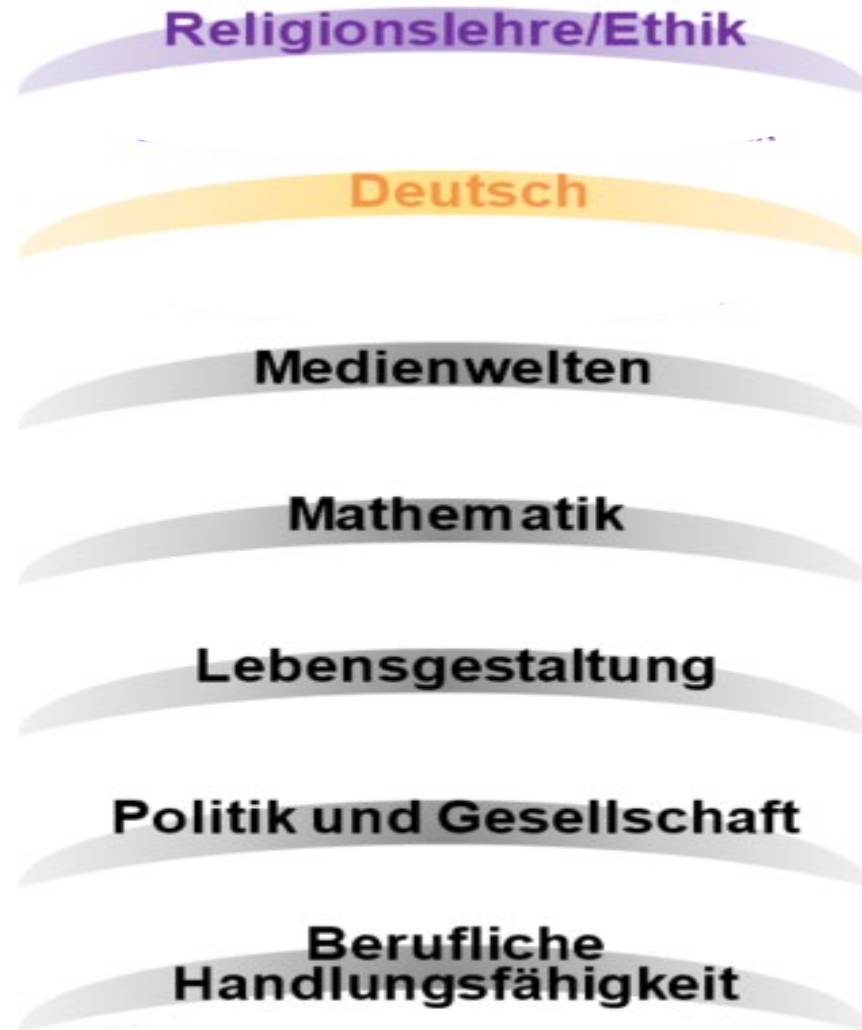 Religionslehre/Ethik
Deutsch
Medienwelten
Mathematik
Lebensgestaltung
Politik und Gesellschaft
Berufliche
Handlungsfähigkeit